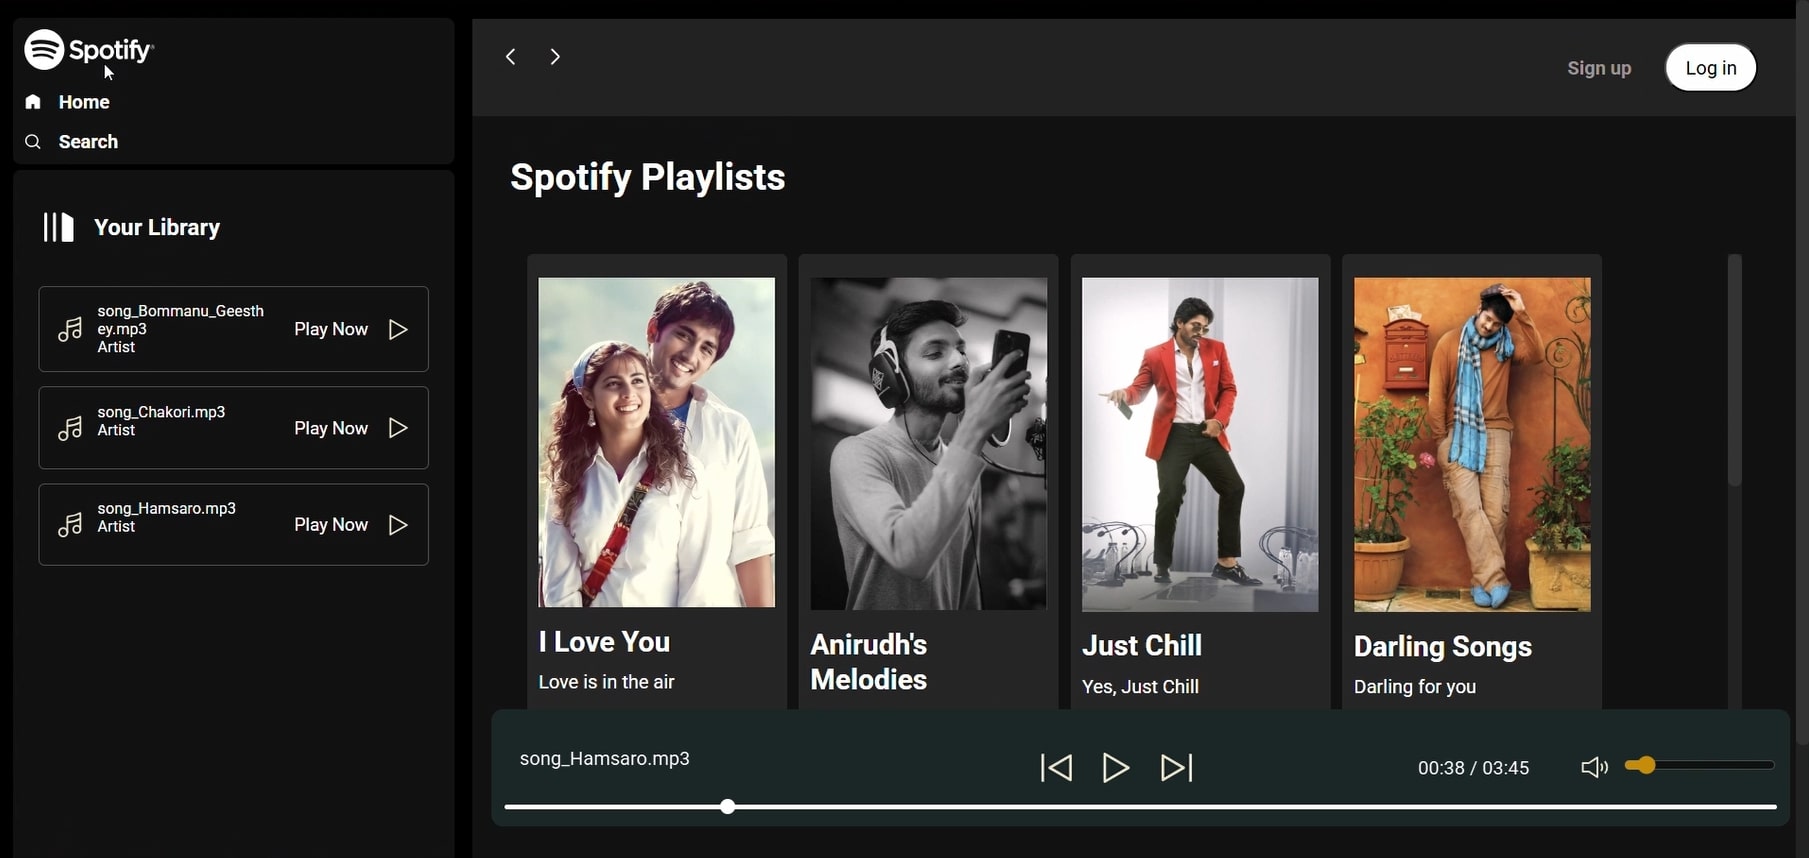 Spotify
Home
Search
Your Library
song_Bommanu_Geesth
ey.mp3
Artist
Play Now
song_Chakori.mp3
Artist
Play Now
song_Hamsaro.mp3
Artist
Play Now
Sign up
Log in
Spotify Playlists
I Love You
Love is in the air
Anirudh's
Melodies
Just Chill
Yes, Just Chill
Darling Songs
Darling for you
song_Hamsaro.mp3
00:38 / 03:45